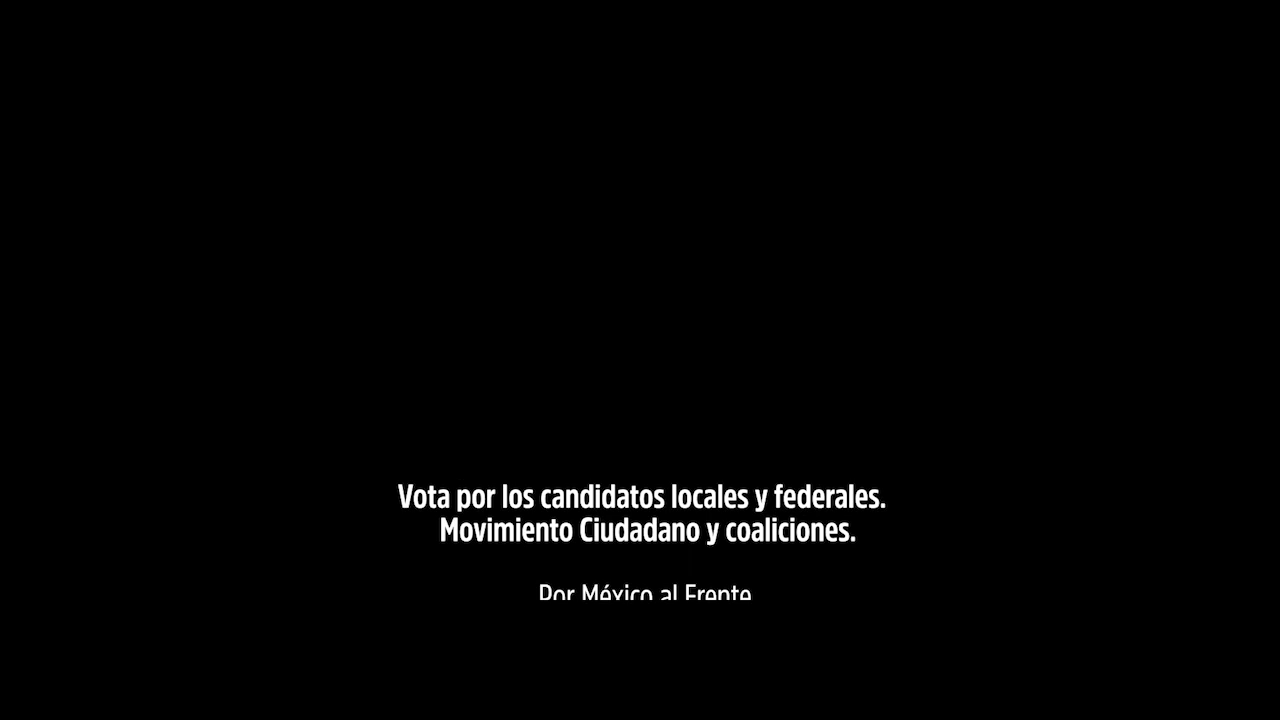 Vota por los candidatos locales y federales.
Movimiento Ciudadano y coaliciones.
Por México al Frente